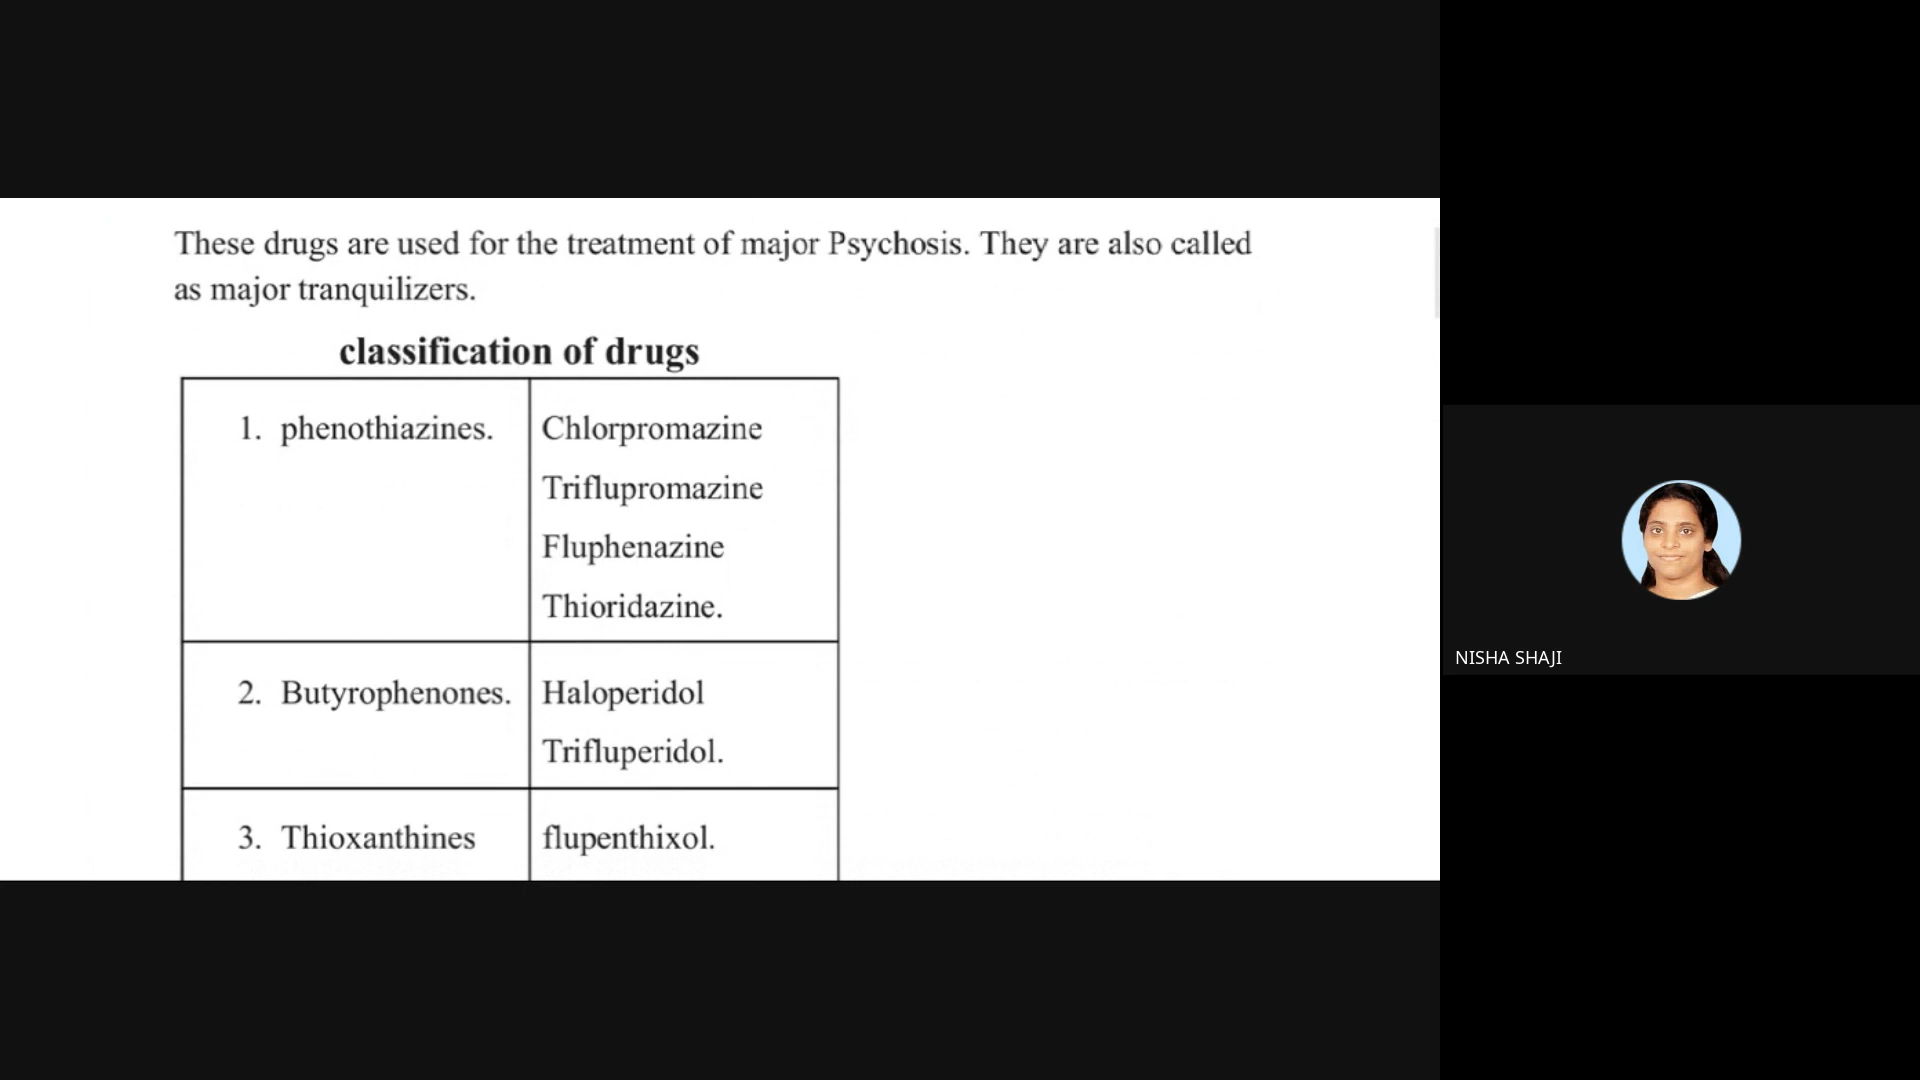 These drugs are used for the treatment of major Psychosis. They are also called
as major tranquilizers.
classification of drugs
1. phenothiazines.
Chlorpromazine
Triflupromazine
Fluphenazine
Thioridazine.
2. Butyrophenones.
Haloperidol
Trifluperidol.
3. Thioxanthines
flupenthixol.
NISHA SHAJI